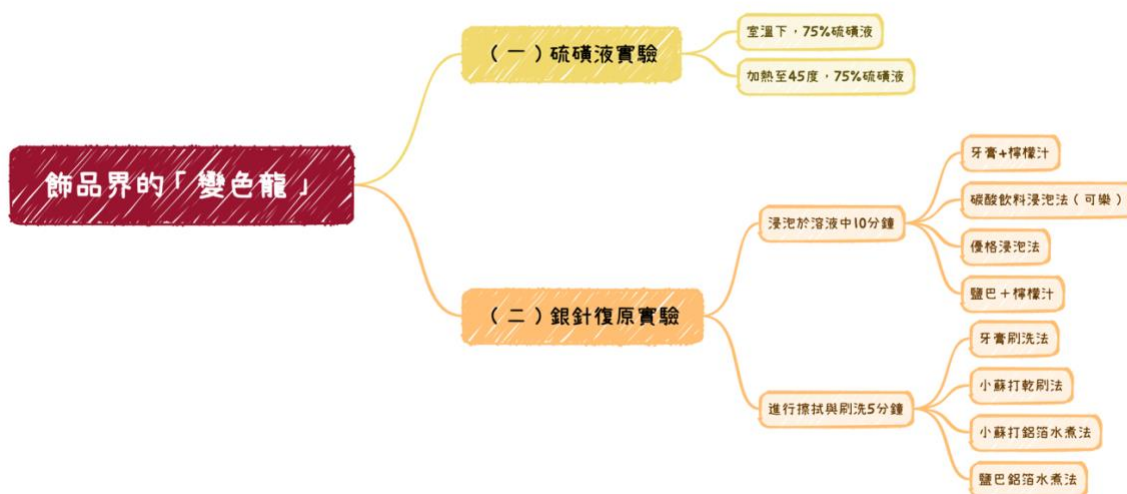 飾品界的「變色龍」
(一)硫磺液實驗
室溫下，75%硫磺液
加熱至45度，75%硫磺液
(二)銀針復原實驗
浸泡於溶液中10分鐘
牙膏+檸檬汁
碳酸飲料浸泡法(可樂)
優格浸泡法
鹽巴+檸檬汁
進行擦拭與刷洗5分鐘
牙膏刷洗法
小蘇打乾刷法
小蘇打鋁箔水煮法
鹽巴鋁箔水煮法